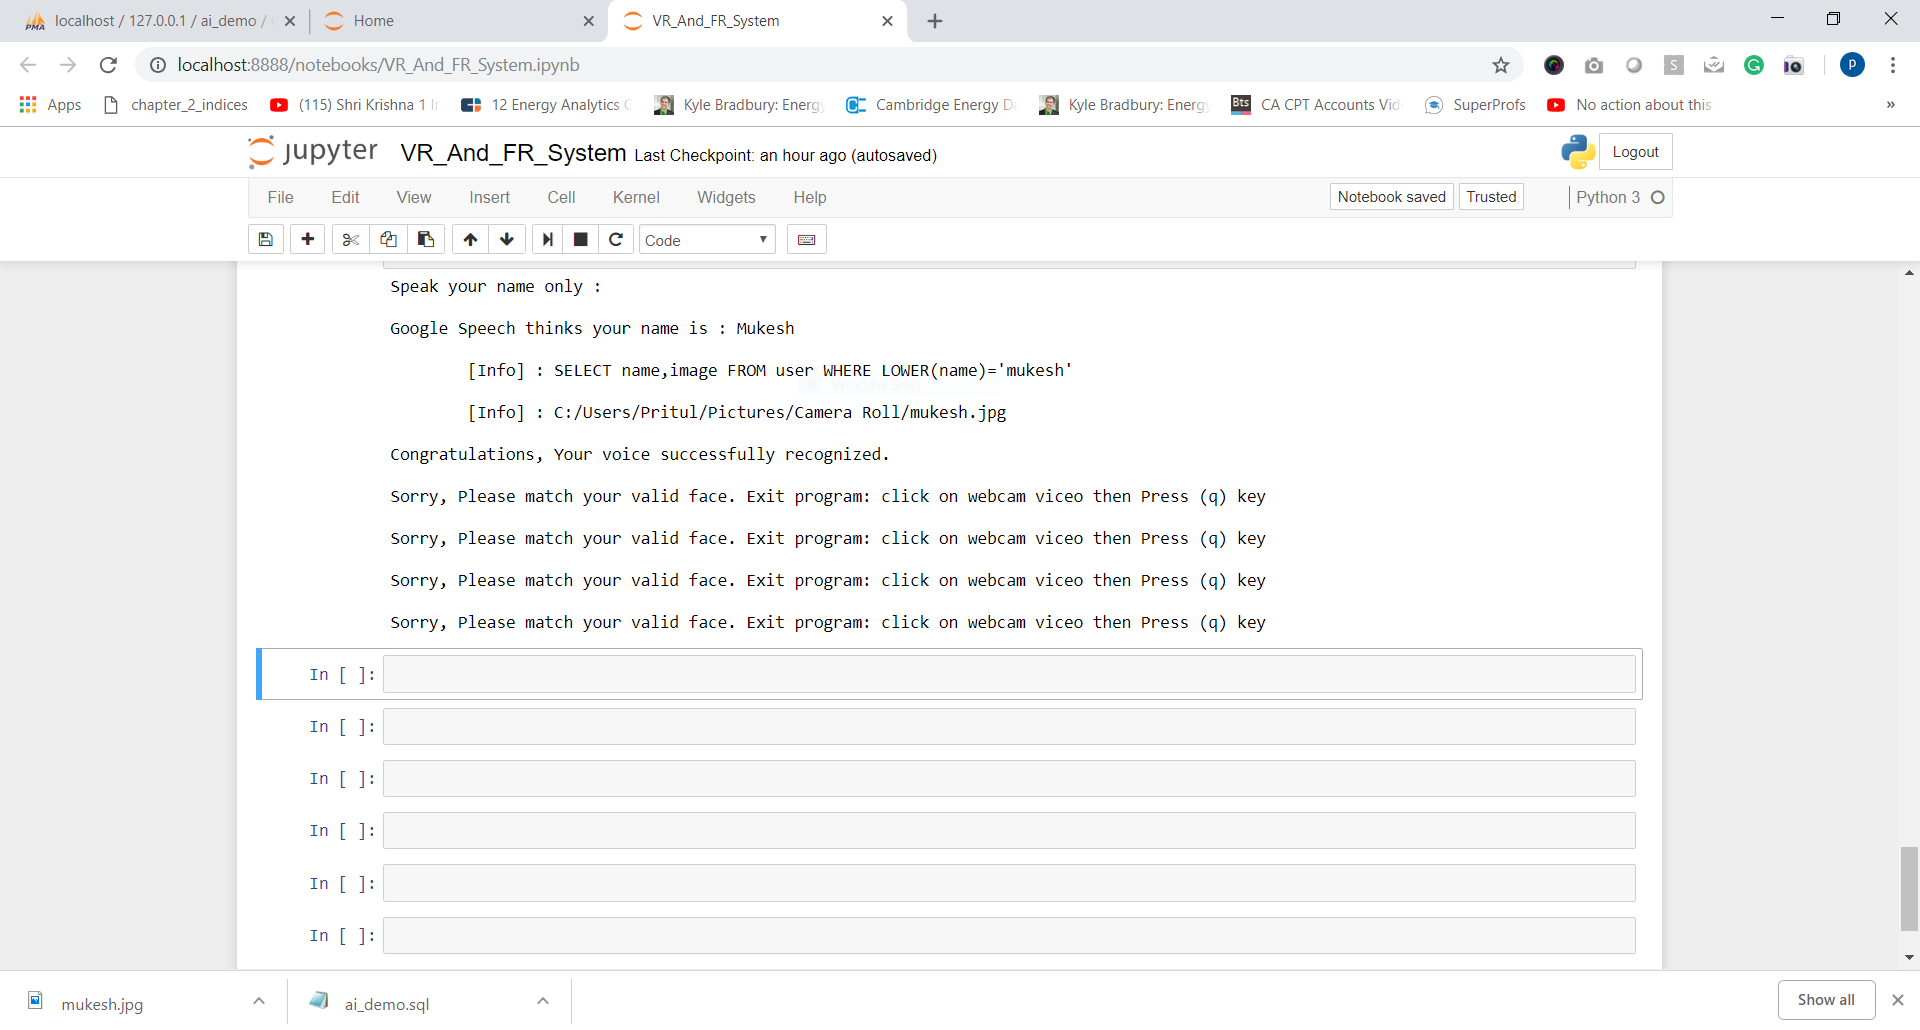 PMA localhost / 127.0.0.1 / ai_demo /
Home
VR_And_FR_System
localhost:8888/notebooks/VR_And_FR_System.ipynb
S
G
P
Apps
chapter_2_indices
(115) Shri Krishna 1
12 Energy Analytics
Kyle Bradbury: Energy
Cambridge Energy
Kyle Bradbury: Energ
Bts CA CPT Accounts Vid
SuperProfs
No action about this
»
jupyter VR_And_FR_System Last Checkpoint: an hour ago (autosaved)
Logout
File Edit View Insert Cell Kernel Widgets Help
Notebook saved Trusted Python 3
Code
Speak your name only :
Google Speech thinks your name is : Mukesh
[Info] : SELECT name,image FROM user WHERE LOWER(name)='mukesh'
Window Snip
[Info] : C:/Users/Pritul/Pictures/Camera Roll/mukesh.jpg
Congratulations, Your voice successfully recognized.
Sorry, Please match your valid face. Exit program: click on webcam viceo then Press (q) key
Sorry, Please match your valid face. Exit program: click on webcam viceo then Press (q) key
Sorry, Please match your valid face. Exit program: click on webcam viceo then Press (q) key
Sorry, Please match your valid face. Exit program: click on webcam viceo then Press (q) key
In [ ]:
In [ ]:
In [ ]:
In [ ]:
In [ ]:
In [ ]:
mukesh.jpg
ai_demo.sql
Show all